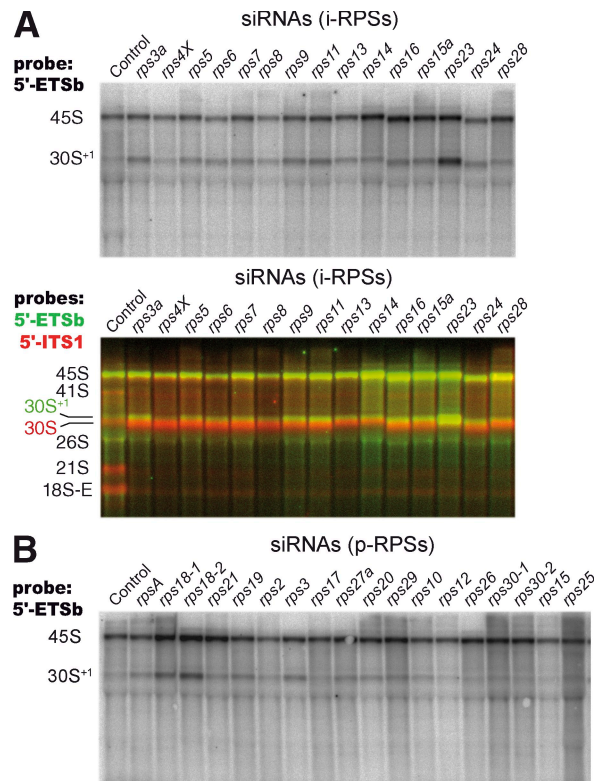 A
siRNAs (i-RPSs)
probe:
5'-ETSb
Control rps3a rps4X rps5 rps6 rps7 rps8 rps9 rps11 rps13 rps14 rps16 rps15a rps23 rps24 rps28
45S
30S+1
siRNAs (i-RPSs)
probes:
5'-ETSb
5'-ITS1
Control rps3a rps4X rps5 rps6 rps7 rps8 rps9 rps11 rps13 rps14 rps16 rps15a rps23 rps24 rps28
45S
41S
30S+1
30S
26S
21S
18S-E
B
siRNAs (p-RPSs)
probe:
5'-ETSb
Control rpsA rps18-1 rps18-2 rps21 rps19 rps2 rps3 rps17 rps27a rps20 rps29 rps10 rps12 rps26 rps30-1 rps30-2 rps15 rps25
45S
30S+1